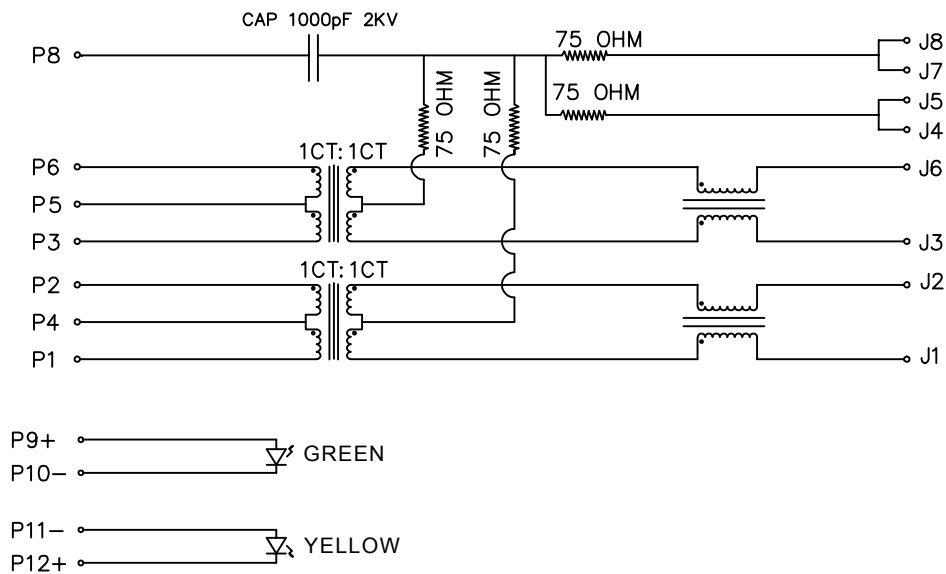 CAP 1000pF 2KV
P8
75 OHM
J8
J7
75 OHM
J5
J4
75 OHM
75 OHM
1CT:1CT
P6
J6
P5
P3
J3
1CT:1CT
P2
J2
P4
P1
J1
P9+
GREEN
P10-
P11-
YELLOW
P12+